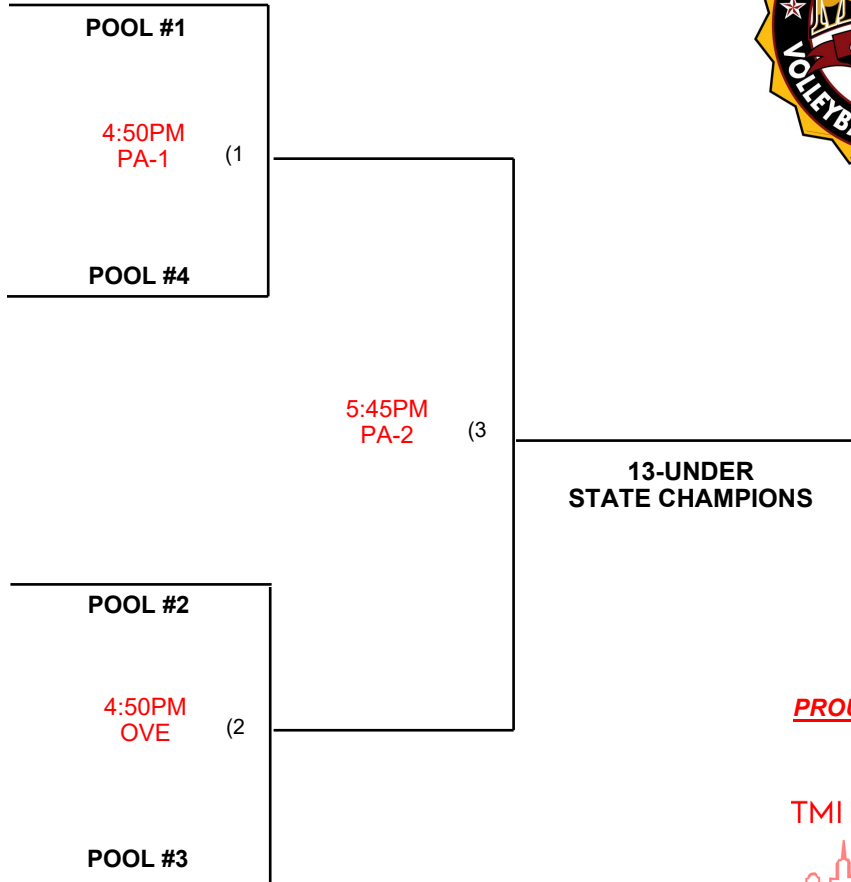 POOL #1
4:50PM
PA-1 (1
POOL #4
5:45PM
PA-2 (3
13-UNDER
STATE CHAMPIONS
POOL #2
4:50PM
OVE (2
POOL #3
TMI